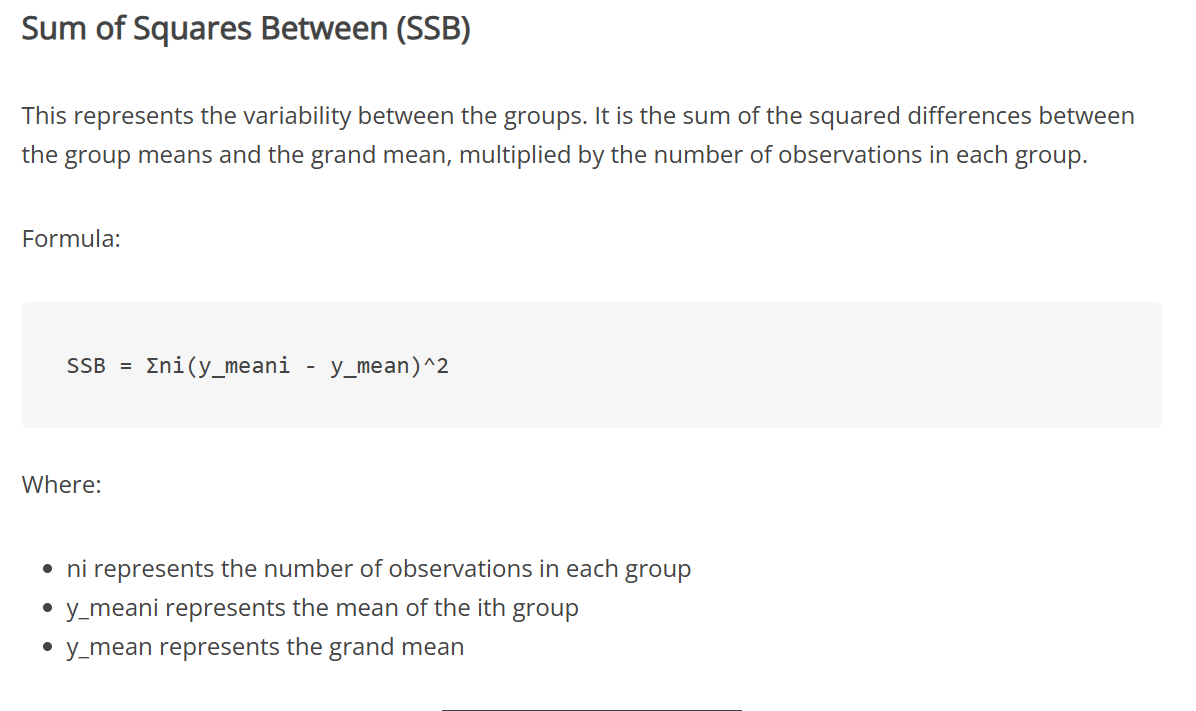 Sum of Squares Between (SSB)
This represents the variability between the groups. It is the sum of the squared differences between
the group means and the grand mean, multiplied by the number of observations in each group.
Formula:
SSB = Σni(y_meani - y_mean)^2
Where:
• ni represents the number of observations in each group
• y_meani represents the mean of the ith group
• y_mean represents the grand mean